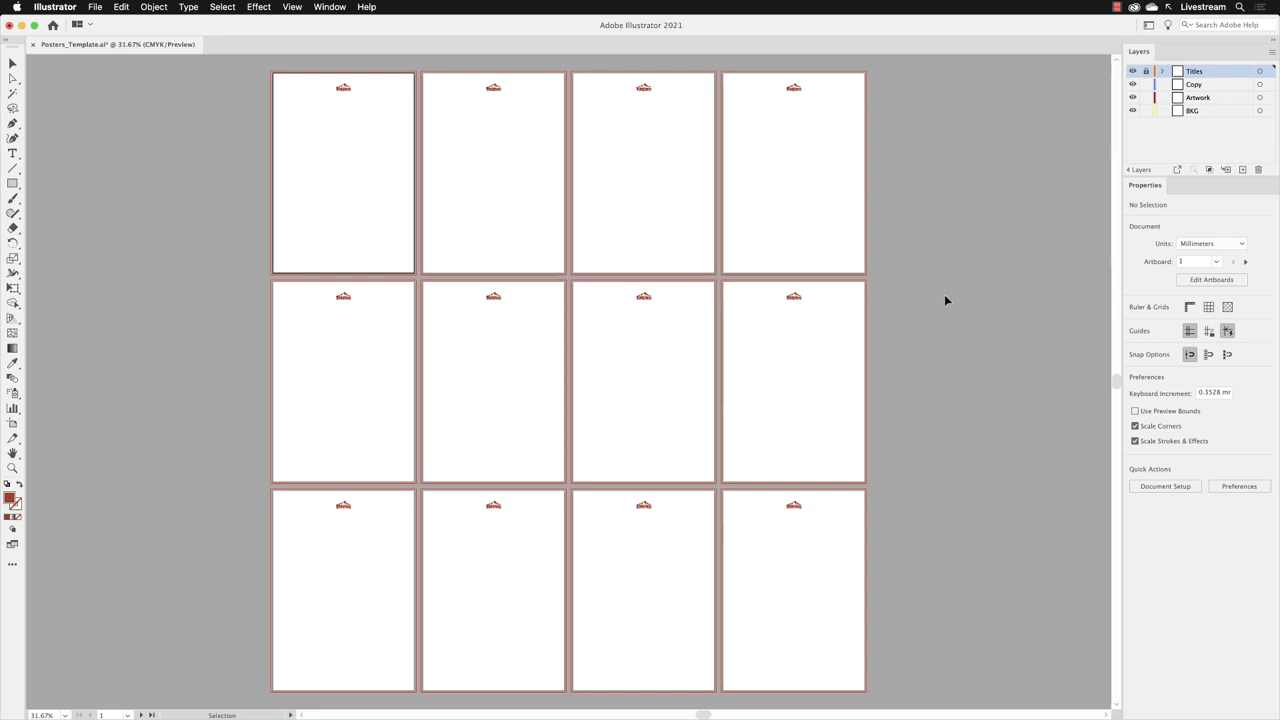 Illustrator File Edit Object Type Select Effect View Window Help
Livestream
Adobe Illustrator 2021
Search Adobe Help
× Posters_Template.ai* @ 31.67% (CMYK/Preview)
Layers
Titles
Copy
Artwork
BKG
4 Layers
Properties
No Selection
Document
Units: Millimeters
Artboard: 1
Edit Artboards
Ruler & Grids
Guides
Snap Options
Preferences
Keyboard Increment: 0.3528 mr
Use Preview Bounds
Scale Corners
Scale Strokes & Effects
Quick Actions
Document Setup Preferences
31.67% 1 Selection